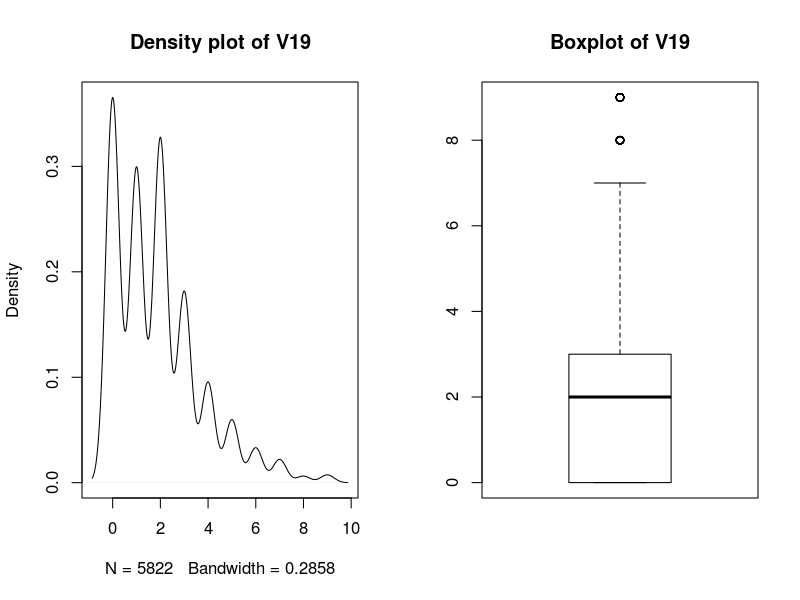 Density plot of V19
Density
0.0
0.1
0.2
0.3
0 2 4 6 8 10
N = 5822 Bandwidth = 0.2858
Boxplot of V19
0
2
4
6
8